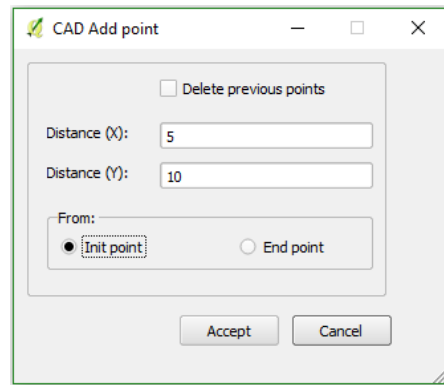 CAD Add point
Delete previous points
Distance (X): 5
Distance (Y): 10
From:
Init point End point
Accept Cancel